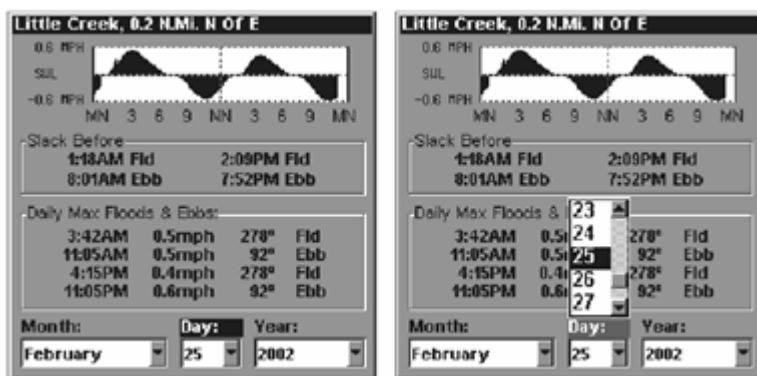 Little Creek, 0.2 N.Mi. N Of E
0.6 MPH
SWL
-0.6 MPH
MN 3 6 9 NN 3 6 9 MN
Slack Before
1:18AM Fld 2:09PM Fld
8:01AM Ebb 7:52PM Ebb
Daily Max Floods & Ebbs:
3:42AM 0.5mph 278° Fld
11:05AM 0.5mph 92° Ebb
4:15PM 0.4mph 278° Fld
11:05PM 0.6mph 92° Ebb
Month: Day: Year:
February 25 2002
Little Creek, 0.2 N.Mi. N Of E
0.6 MPH
SWL
-0.6 MPH
MN 3 6 9 NN 3 6 9 MN
Slack Before
1:18AM Fld 2:09PM Fld
8:01AM Ebb 7:52PM Ebb
Daily Max Floods &
3:42AM 278° Fld
11:05AM 92° Ebb
4:15PM 278° Fld
11:05PM 92° Ebb
23
24
25
26
27
Month: Day: Year:
February 25 2002